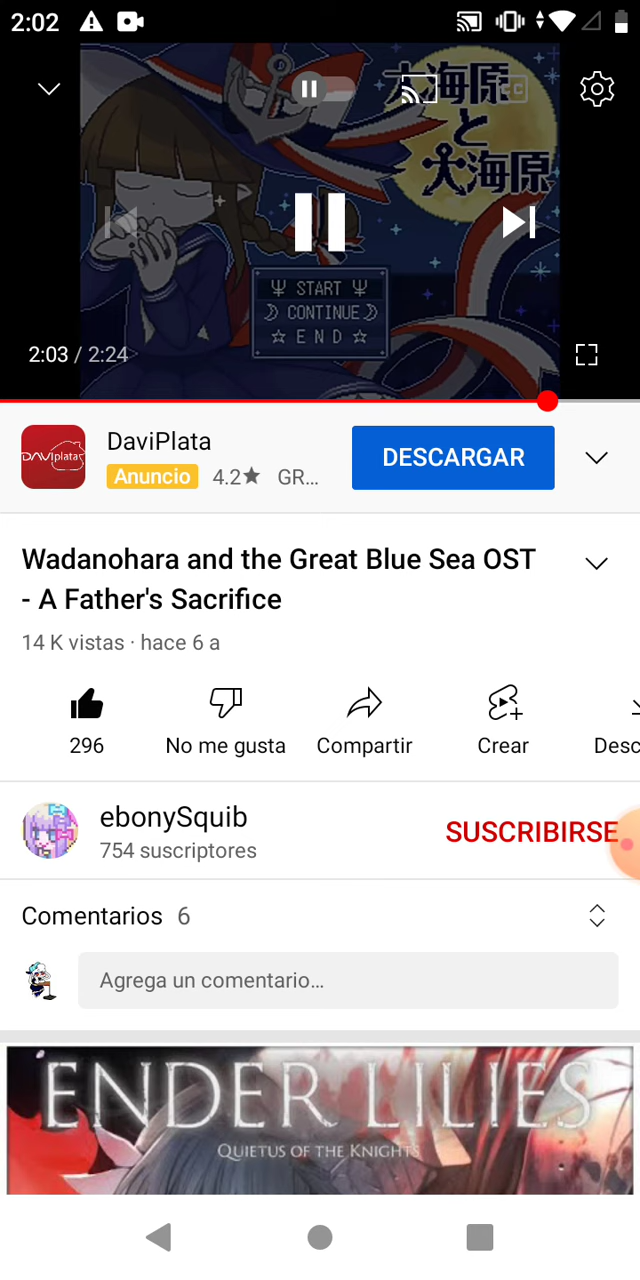 2:02
大海原
と
大海原
Ψ START Ψ
CONTINUE
☆ E N D ☆
2:03 / 2:24
DAVIplata
DaviPlata
Anuncio 4.2★ GR...
DESCARGAR
Wadanohara and the Great Blue Sea OST
- A Father's Sacrifice
14 K vistas · hace 6 a
296
No me gusta
Compartir
Crear
Desc
ebonySquib
754 suscriptores
SUSCRIBIRSE
Comentarios 6
Agrega un comentario...
ENDER LILIES
QUIETUS OF THE KNIGHTS